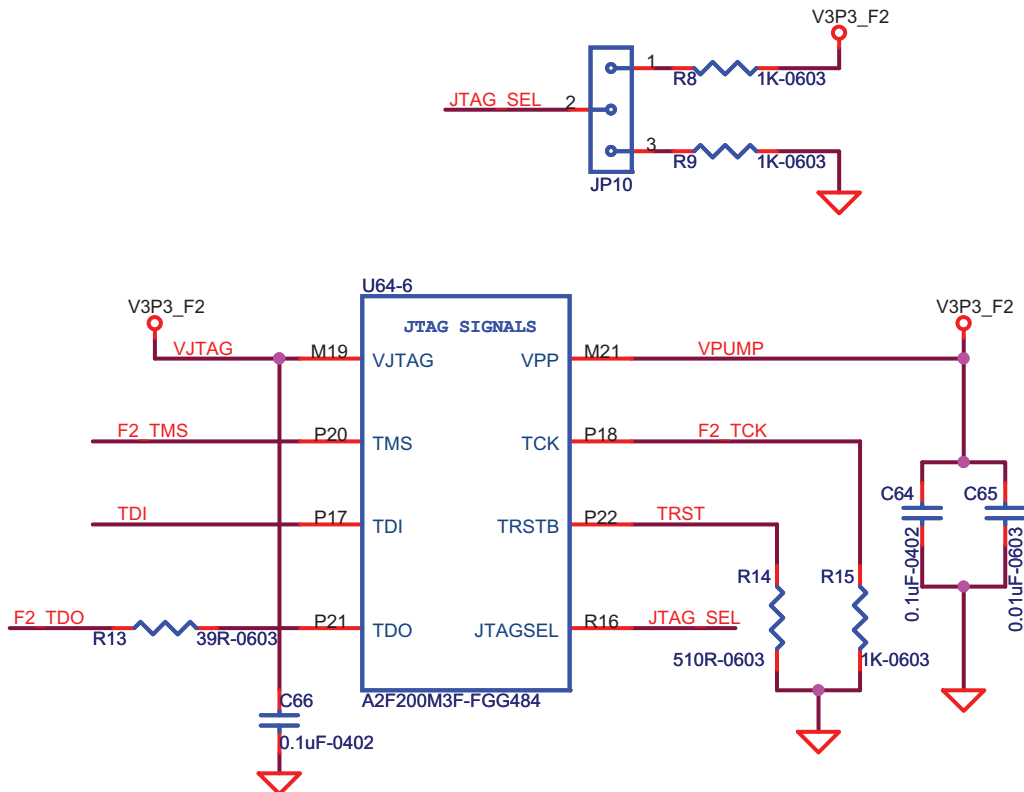 V3P3_F2
1
R8
1K-0603
JTAG_SEL
2
3
R9
1K-0603
JP10
U64-6
V3P3_F2
V3P3_F2
JTAG SIGNALS
VJTAG
M19
VJTAG
VPP
M21
VPUMP
F2_TMS
P20
TMS
TCK
P18
F2_TCK
C64
C65
0.1uF-0402
0.01uF-0603
TDI
P17
TDI
TRSTB
P22
TRST
R14
R15
F2_TDO
R13
39R-0603
P21
TDO
JTAGSEL
R16
JTAG_SEL
510R-0603
1K-0603
C66
A2F200M3F-FGG484
0.1uF-0402